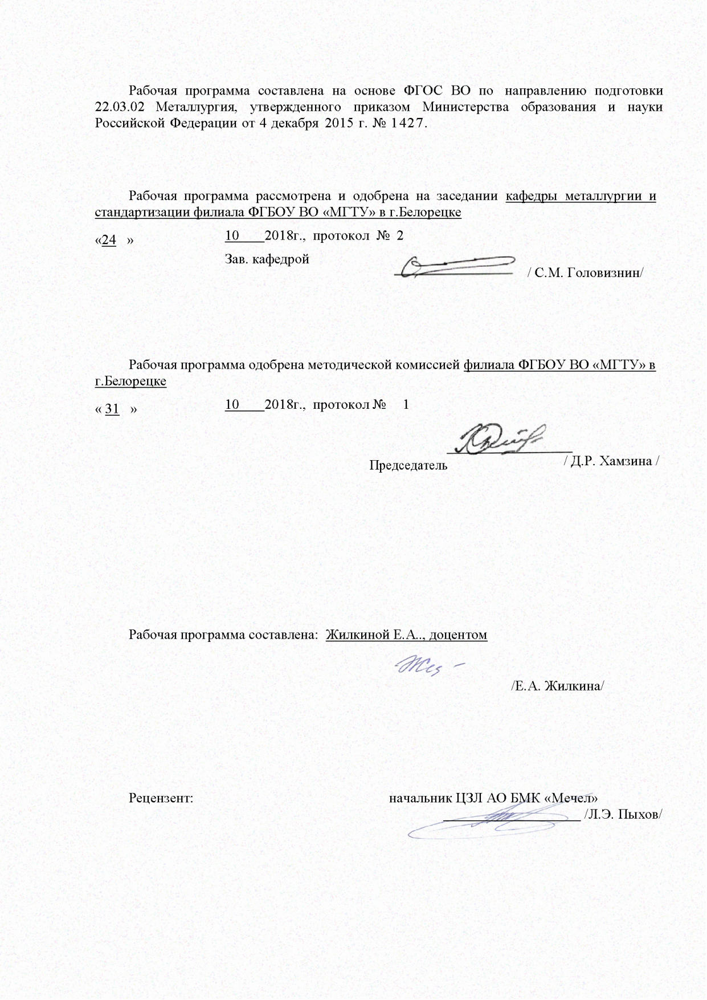 Рабочая программа составлена на основе ФГОС ВО по направлению подготовки
22.03.02 Металлургия, утвержденного приказом Министерства образования и науки
Российской Федерации от 4 декабря 2015 г. № 1427.
Рабочая программа рассмотрена и одобрена на заседании кафедры металлургии и
стандартизации филиала ФГБОУ ВО «МГТУ» в г.Белорецке
«24 » 10 2018г., протокол № 2
Зав. кафедрой / С.М. Головизнин/
Рабочая программа одобрена методической комиссией филиала ФГБОУ ВО «МГТУ» в
г.Белорецке
« 31 » 10 2018г., протокол № 1
Председатель / Д.Р. Хамзина /
Рабочая программа составлена: Жилкиной Е.А.., доцентом
/Е.А. Жилкина/
Рецензент: начальник ЦЗЛ АО БМК «Мечел»
/Л.Э. Пыхов/